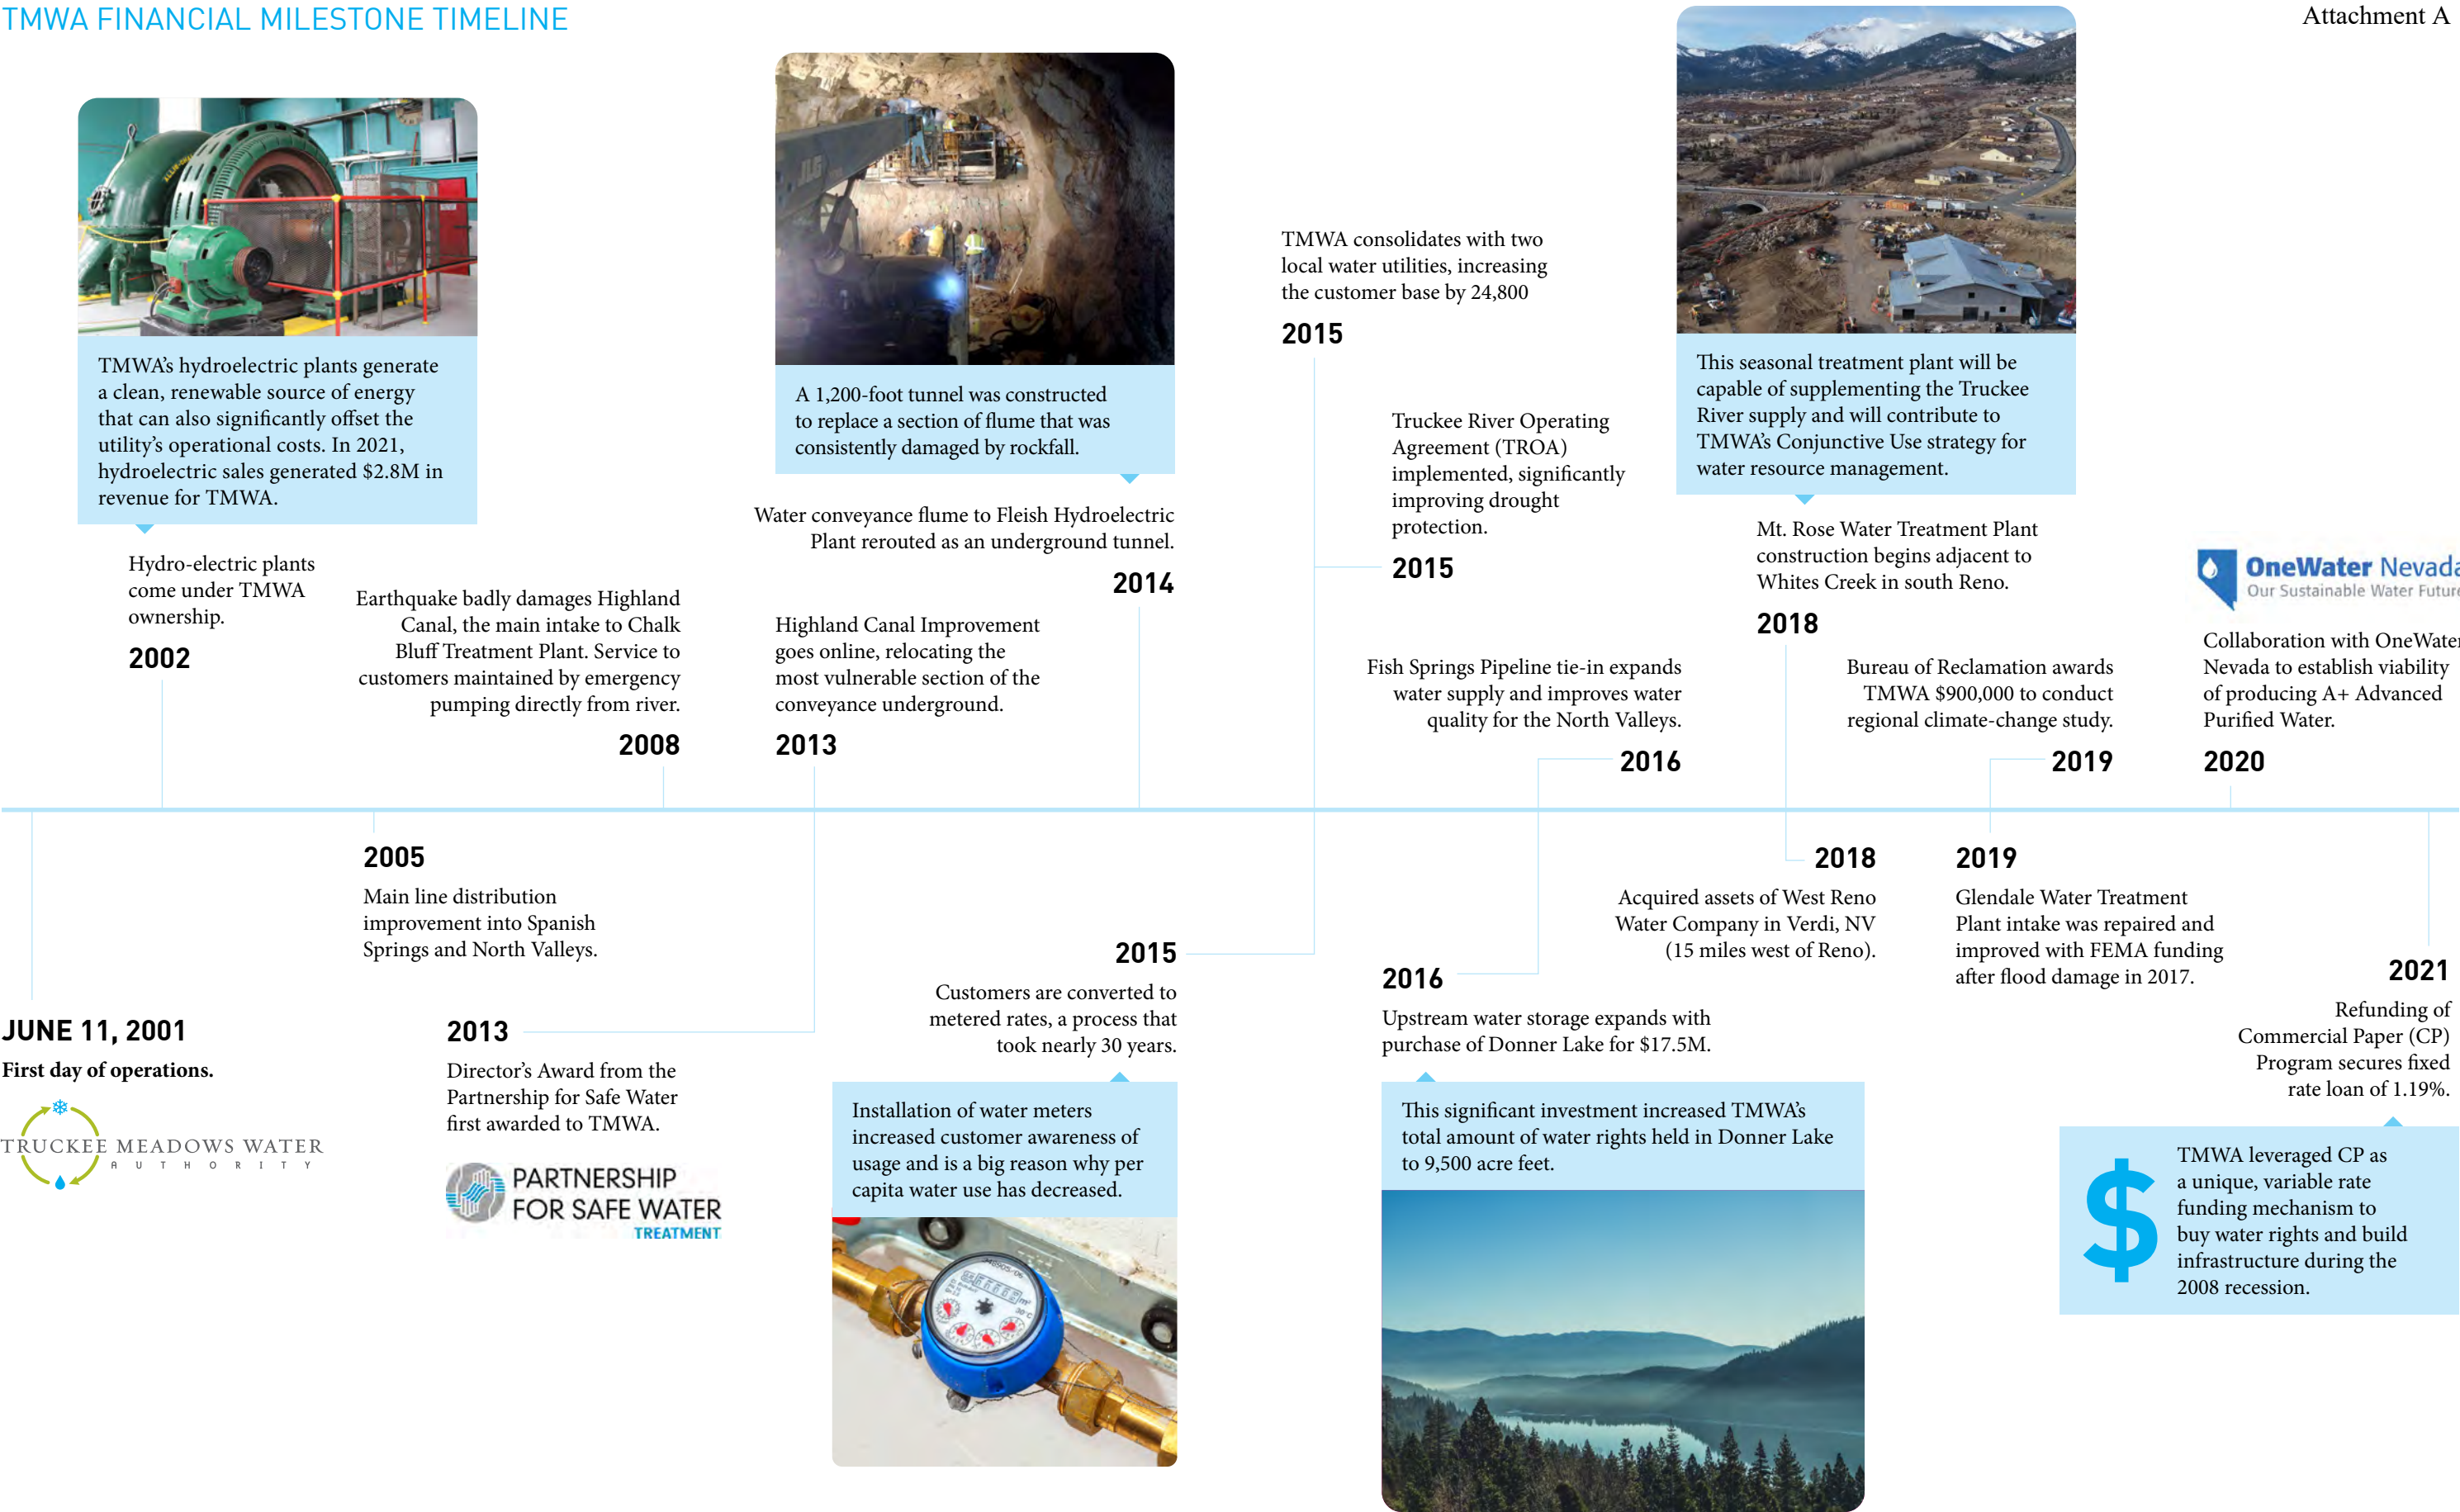 TMWA FINANCIAL MILESTONE TIMELINE
Attachment A
TMWA's hydroelectric plants generate
a clean, renewable source of energy
that can also significantly offset the
utility's operational costs. In 2021,
hydroelectric sales generated $2.8M in
revenue for TMWA.
Hydro-electric plants
come under TMWA
ownership.
2002
Earthquake badly damages Highland
Canal, the main intake to Chalk
Bluff Treatment Plant. Service to
customers maintained by emergency
pumping directly from river.
2008
JLG
A 1,200-foot tunnel was constructed
to replace a section of flume that was
consistently damaged by rockfall.
Water conveyance flume to Fleish Hydroelectric
Plant rerouted as an underground tunnel.
2014
Highland Canal Improvement
goes online, relocating the
most vulnerable section of the
conveyance underground.
2013
TMWA consolidates with two
local water utilities, increasing
the customer base by 24,800
2015
Truckee River Operating
Agreement (TROA)
implemented, significantly
improving drought
protection.
2015
Fish Springs Pipeline tie-in expands
water supply and improves water
quality for the North Valleys.
2016
This seasonal treatment plant will be
capable of supplementing the Truckee
River supply and will contribute to
TMWA's Conjunctive Use strategy for
water resource management.
Mt. Rose Water Treatment Plant
construction begins adjacent to
Whites Creek in south Reno.
2018
Bureau of Reclamation awards
TMWA $900,000 to conduct
regional climate-change study.
2019
OneWater Nevada
Our Sustainable Water Future
Collaboration with OneWater
Nevada to establish viability
of producing A+ Advanced
Purified Water.
2020
JUNE 11, 2001
First day of operations.
TRUCKEE MEADOWS WATER
AUTHORITY
2005
Main line distribution
improvement into Spanish
Springs and North Valleys.
2013
Director's Award from the
Partnership for Safe Water
first awarded to TMWA.
PARTNERSHIP
FOR SAFE WATER
TREATMENT
2015
Customers are converted to
metered rates, a process that
took nearly 30 years.
Installation of water meters
increased customer awareness of
usage and is a big reason why per
capita water use has decreased.
2016
Upstream water storage expands with
purchase of Donner Lake for $17.5M.
This significant investment increased TMWA's
total amount of water rights held in Donner Lake
to 9,500 acre feet.
2018
Acquired assets of West Reno
Water Company in Verdi, NV
(15 miles west of Reno).
2019
Glendale Water Treatment
Plant intake was repaired and
improved with FEMA funding
after flood damage in 2017.
2021
Refunding of
Commercial Paper (CP)
Program secures fixed
rate loan of 1.19%.
$
TMWA leveraged CP as
a unique, variable rate
funding mechanism to
buy water rights and build
infrastructure during the
2008 recession.